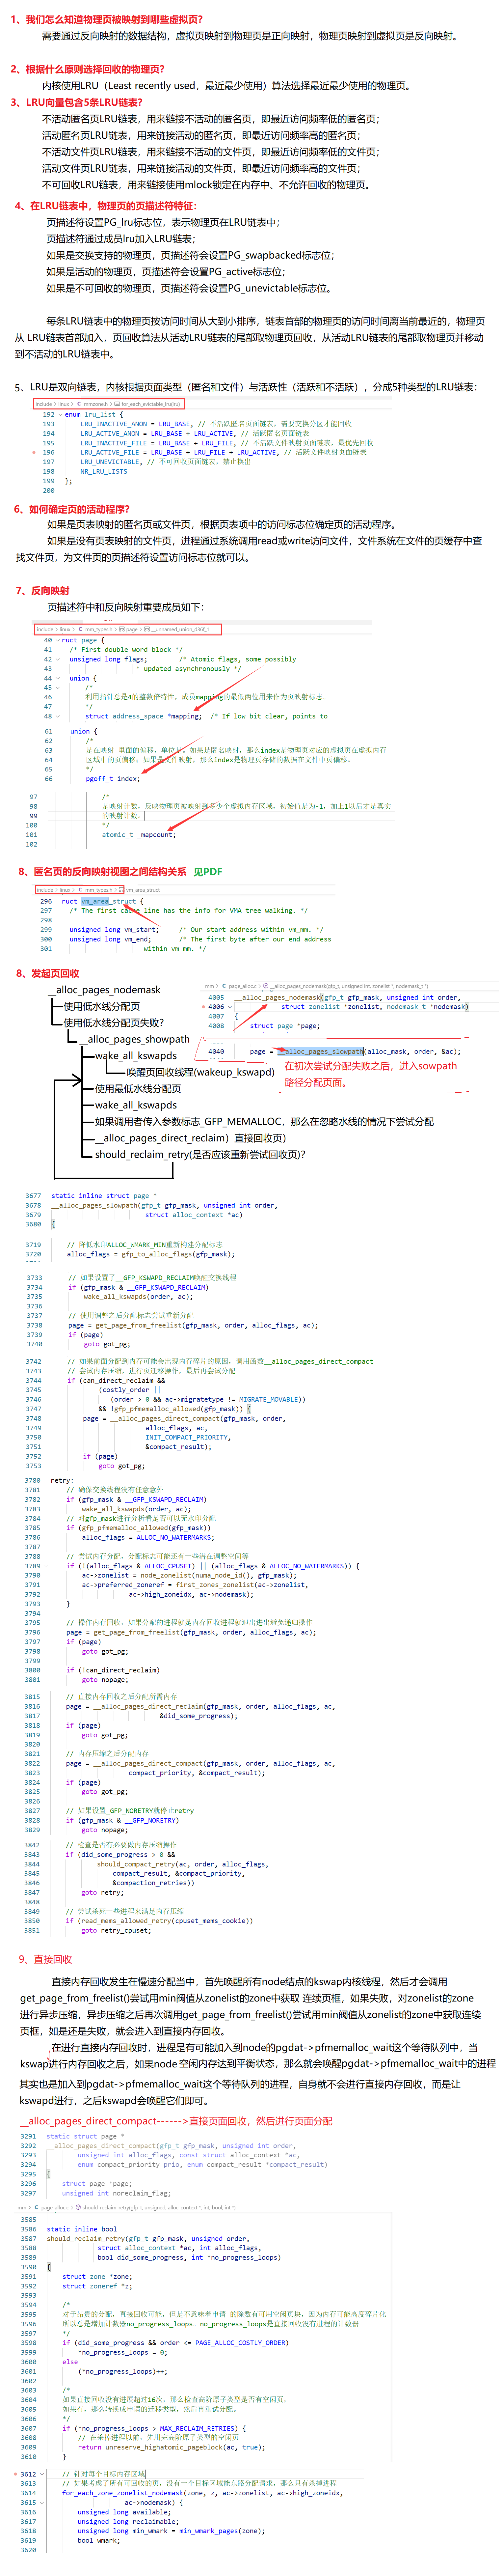 1、我们怎么知道物理页被映射到哪些虚拟页?
需要通过反向映射的数据结构，虚拟页映射到物理页是正向映射，物理页映射到虚拟页是反向映射。
2、根据什么原则选择回收的物理页?
内核使用LRU（Least recently used，最近最少使用）算法选择最近最少使用的物理页。
3、LRU向量包含5条LRU链表?
不活动匿名页LRU链表，用来链接不活动的匿名页，即最近访问频率低的匿名页；
活动匿名页LRU链表，用来链接活动的匿名页，即最近访问频率高的匿名页；
不活动文件页LRU链表，用来链接不活动的文件页，即最近访问频率低的文件页；
活动文件页LRU链表，用来链接活动的文件页，即最近访问频率高的文件页；
不可回收LRU链表，用来链接使用mlock锁定在内存中、不允许回收的物理页。
4、在LRU链表中，物理页的页描述符特征：
页描述符设置PG_lru标志位，表示物理页在LRU链表中；
页描述符通过成员lru加入LRU链表；
如果是交换支持的物理页，页描述符会设置PG_swapbacked标志位；
如果是活动的物理页，页描述符会设置PG_active标志位；
如果是不可回收的物理页，页描述符会设置PG_unevictable标志位。
每条LRU链表中的物理页按访问时间从大到小排序，链表首部的物理页的访问时间离当前最近的，物理页
从 LRU链表首部加入，页回收算法从活动LRU链表的尾部取物理页回收，从活动LRU链表的尾部取物理页并移动
到不活动的LRU链表中。
5、LRU是双向链表，内核根据页面类型（匿名和文件）与活跃性（活跃和不活跃），分成5种类型的LRU链表：
include > linux > C mmzone.h > for_each_evictable_lru(lru)
192 enum lru_list {
193 LRU_INACTIVE_ANON = LRU_BASE, // 不活跃匿名页面链表，需要交换分区才能回收
194 LRU_ACTIVE_ANON = LRU_BASE + LRU_ACTIVE, // 活跃匿名页面链表
195 LRU_INACTIVE_FILE = LRU_BASE + LRU_FILE, // 不活跃文件映射页面链表，最优先回收
196 LRU_ACTIVE_FILE = LRU_BASE + LRU_FILE + LRU_ACTIVE, // 活跃文件映射页面链表
197 LRU_UNEVICTABLE, // 不可回收页面链表，禁止换出
198 NR_LRU_LISTS
199 };
200
6、如何确定页的活动程序?
如果是页表映射的匿名页或文件页，根据页表项中的访问标志位确定页的活动程序。
如果是没有页表映射的文件页，进程通过系统调用read或write访问文件，文件系统在文件的页缓存中查
找文件页，为文件页的页描述符设置访问标志位就可以。
7、反向映射
页描述符中和反向映射重要成员如下：
include > linux > C mm_types.h > page > __unnamed_union_d36f_1
40 ruct page {
41 /* First double word block */
42 unsigned long flags; /* Atomic flags, some possibly
43 * updated asynchronously */
44 union {
45 /*
46 利用指针总是4的整数倍特性，成员mapping的最低两位用来作为页映射标志。
47 */
48 struct address_space *mapping; /* If low bit clear, points to
61 union {
62 /*
63 是在映射 里面的偏移，单位是；如果是匿名映射，那么index是物理页对应的虚拟页在虚拟内存
64 区域中的页偏移；如果是文件映射，那么index是物理页存储的数据在文件中页偏移。
65 */
66 pgoff_t index;
97 /*
98 是映射计数，反映物理页被映射到多少个虚拟内存区域，初始值是为-1，加上1以后才是真实
99 的映射计数。
100 */
101 atomic_t _mapcount;
102
8、匿名页的反向映射视图之间结构关系 见PDF
include > linux > C mm_types.h > vm_area_struct
296 ruct vm_area_struct {
297 /* The first cache line has the info for VMA tree walking. */
298
299 unsigned long vm_start; /* Our start address within vm_mm. */
300 unsigned long vm_end; /* The first byte after our end address
301 within vm_mm. */
8、发起页回收
__alloc_pages_nodemask
使用低水线分配页
使用低水线分配页失败?
__alloc_pages_showpath
wake_all_kswapds
唤醒页回收线程(wakeup_kswapd)
使用最低水线分配页
wake_all_kswapds
如果调用者传入参数标志_GFP_MEMALLOC，那么在忽略水线的情况下尝试分配
__alloc_pages_direct_reclaim）直接回收页)
should_reclaim_retry(是否应该重新尝试回收页)?
mm > C page_alloc.c > __alloc_pages_nodemask(gfp_t, unsigned int, zonelist *, nodemask_t *)
4005 __alloc_pages_nodemask(gfp_t gfp_mask, unsigned int order,
4006 struct zonelist *zonelist, nodemask_t *nodemask)
4007 {
4008 struct page *page;
4040 page = __alloc_pages_slowpath(alloc_mask, order, &ac);
在初次尝试分配失败之后，进入sowpath
路径分配页面。
3677 static inline struct page *
3678 __alloc_pages_slowpath(gfp_t gfp_mask, unsigned int order,
3679 struct alloc_context *ac)
3680 {
3719 // 降低水印ALLOC_WMARK_MIN重新构建分配标志
3720 alloc_flags = gfp_to_alloc_flags(gfp_mask);
3733 // 如果设置了__GFP_KSWAPD_RECLAIM唤醒交换线程
3734 if (gfp_mask & __GFP_KSWAPD_RECLAIM)
3735 wake_all_kswapds(order, ac);
3736
3737 // 使用调整之后分配标志尝试重新分配
3738 page = get_page_from_freelist(gfp_mask, order, alloc_flags, ac);
3739 if (page)
3740 goto got_pg;
3742 // 如果前面分配到内存可能会出现内存碎片的原因，调用函数__alloc_pages_direct_compact
3743 // 尝试内存压缩，进行页迁移操作，最后再尝试分配
3744 if (can_direct_reclaim &&
3745 (costly_order ||
3746 (order > 0 && ac->migratetype != MIGRATE_MOVABLE))
3747 && !gfp_pfmemalloc_allowed(gfp_mask)) {
3748 page = __alloc_pages_direct_compact(gfp_mask, order,
3749 alloc_flags, ac,
3750 INIT_COMPACT_PRIORITY,
3751 &compact_result);
3752 if (page)
3753 goto got_pg;
3780 retry:
3781 // 确保交换线程没有任意意外
3782 if (gfp_mask & __GFP_KSWAPD_RECLAIM)
3783 wake_all_kswapds(order, ac);
3784 // 对gfp_mask进行分析看是否可以无水印分配
3785 if (gfp_pfmemalloc_allowed(gfp_mask))
3786 alloc_flags = ALLOC_NO_WATERMARKS;
3787
3788 // 尝试内存分配，分配标志可能还有一些潜在调整空间等
3789 if (!(alloc_flags & ALLOC_CPUSET) || (alloc_flags & ALLOC_NO_WATERMARKS)) {
3790 ac->zonelist = node_zonelist(numa_node_id(), gfp_mask);
3791 ac->preferred_zoneref = first_zones_zonelist(ac->zonelist,
3792 ac->high_zoneidx, ac->nodemask);
3793 }
3794
3795 // 操作内存回收，如果分配的进程就是内存回收进程就退出进出避免递归操作
3796 page = get_page_from_freelist(gfp_mask, order, alloc_flags, ac);
3797 if (page)
3798 goto got_pg;
3799
3800 if (!can_direct_reclaim)
3801 goto nopage;
3815 // 直接内存回收之后分配所需内存
3816 page = __alloc_pages_direct_reclaim(gfp_mask, order, alloc_flags, ac,
3817 &did_some_progress);
3818 if (page)
3819 goto got_pg;
3820
3821 // 内存压缩之后分配内存
3822 page = __alloc_pages_direct_compact(gfp_mask, order, alloc_flags, ac,
3823 compact_priority, &compact_result);
3824 if (page)
3825 goto got_pg;
3826
3827 // 如果设置_GFP_NORETRY就停止retry
3828 if (gfp_mask & __GFP_NORETRY)
3829 goto nopage;
3842 // 检查是否有必要做内存压缩操作
3843 if (did_some_progress > 0 &&
3844 should_compact_retry(ac, order, alloc_flags,
3845 compact_result, &compact_priority,
3846 &compaction_retries))
3847 goto retry;
3848
3849 // 尝试杀死一些进程来满足内存压缩
3850 if (read_mems_allowed_retry(cpuset_mems_cookie))
3851 goto retry_cpuset;
9、直接回收
直接内存回收发生在慢速分配当中，首先唤醒所有node结点的kswap内核线程，然后才会调用
get_page_from_freelist()尝试用min阀值从zonelist的zone中获取 连续页框，如果失败，对zonelist的zone
进行异步压缩，异步压缩之后再次调用get_page_from_freelist()尝试用min阀值从zonelist的zone中获取连续
页框，如是还是失败，就会进入到直接内存回收。
在进行直接内存回收时，进程是有可能加入到node的pgdat->pfmemalloc_wait这个等待队列中，当
kswap进行内存回收之后，如果node 空闲内存达到平衡状态，那么就会唤醒pgdat->pfmemalloc_wait中的进程
其实也是加入到pgdat->pfmemalloc_wait这个等待队列的进程，自身就不会进行直接内存回收，而是让
kswapd进行，之后kswapd会唤醒它们即可。
__alloc_pages_direct_compact------>直接页面回收，然后进行页面分配
3291 static struct page *
3292 __alloc_pages_direct_compact(gfp_t gfp_mask, unsigned int order,
3293 unsigned int alloc_flags, const struct alloc_context *ac,
3294 enum compact_priority prio, enum compact_result *compact_result)
3295 {
3296 struct page *page;
3297 unsigned int noreclaim_flag;
mm > C page_alloc.c > should_reclaim_retry(gfp_t, unsigned, alloc_context *, int, bool, int *)
3585
3586 static inline bool
3587 should_reclaim_retry(gfp_t gfp_mask, unsigned order,
3588 struct alloc_context *ac, int alloc_flags,
3589 bool did_some_progress, int *no_progress_loops)
3590 {
3591 struct zone *zone;
3592 struct zoneref *z;
3593
3594 /*
3595 对于昂贵的分配，直接回收可能，但是不意味着申请 的除数有可用空闲页块，因为内存可能高度碎片化
3596 所以总是增加计数器no_progress_loops。no_progress_loops是直接回收没有进程的计数器
3597 */
3598 if (did_some_progress && order <= PAGE_ALLOC_COSTLY_ORDER)
3599 *no_progress_loops = 0;
3600 else
3601 (*no_progress_loops)++;
3602
3603 /*
3604 如果直接回收没有进展超过16次，那么检查高阶原子类型是否有空闲页。
3605 如果有，那么转换成申请的迁移类型，然后再重试分配。
3606 */
3607 if (*no_progress_loops > MAX_RECLAIM_RETRIES) {
3608 // 在杀掉进程以前，先用完高阶原子类型的空闲页
3609 return unreserve_highatomic_pageblock(ac, true);
3610 }
3612 // 针对每个目标内存区域
3613 // 如果考虑了所有可回收的页，没有一个目标区域能东路分配请求，那么只有杀掉进程
3614 for_each_zone_zonelist_nodemask(zone, z, ac->zonelist, ac->high_zoneidx,
3615 ac->nodemask) {
3616 unsigned long available;
3617 unsigned long reclaimable;
3618 unsigned long min_wmark = min_wmark_pages(zone);
3619 bool wmark;
3620